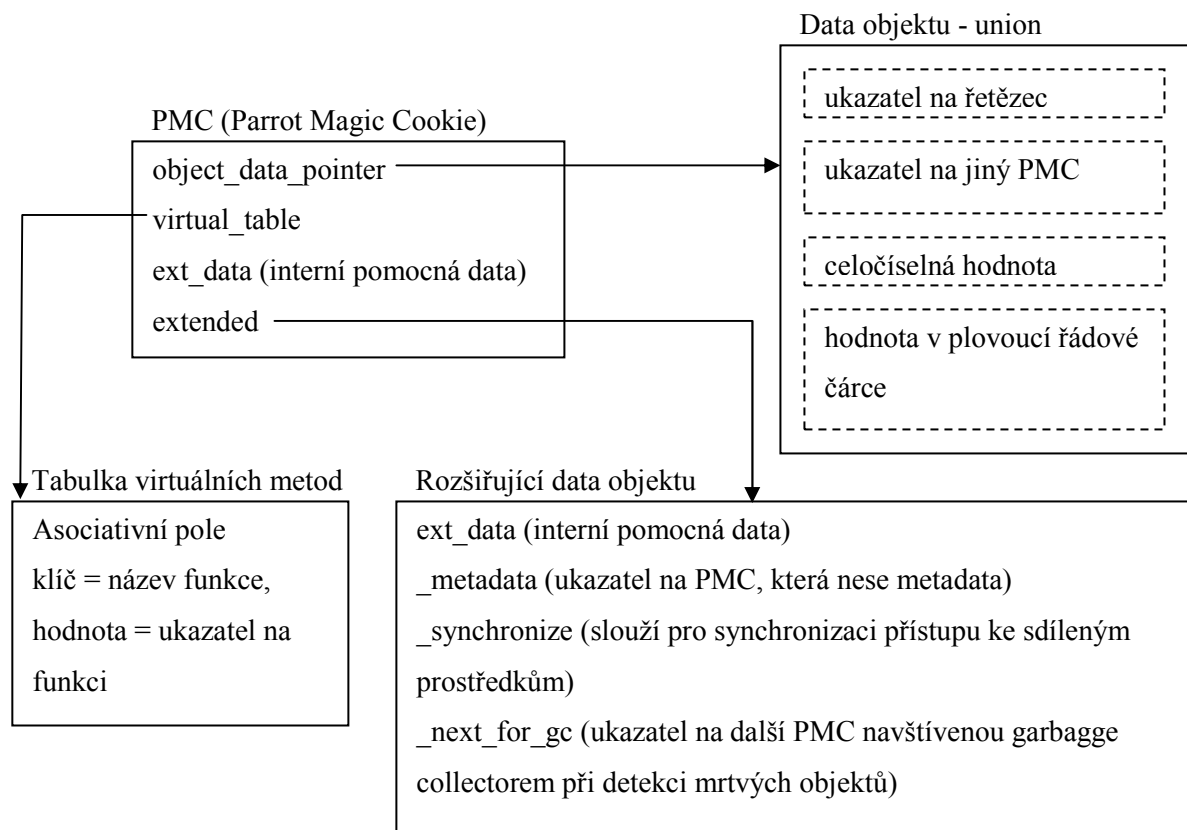 Data objektu - union
ukazatel na řetězec
ukazatel na jiný PMC
celočíselná hodnota
hodnota v plovoucí řádové
čárce
PMC (Parrot Magic Cookie)
object_data_pointer
virtual_table
ext_data (interní pomocná data)
extended
Tabulka virtuálních metod
Asociativní pole
klíč = název funkce,
hodnota = ukazatel na
funkci
Rozšiřující data objektu
ext_data (interní pomocná data)
_metadata (ukazatel na PMC, která nese metadata)
_synchronize (slouží pro synchronizaci přístupu ke sdíleným
prostředkům)
_next_for_gc (ukazatel na další PMC navštívenou garbagge
collectorem při detekci mrtvých objektů)